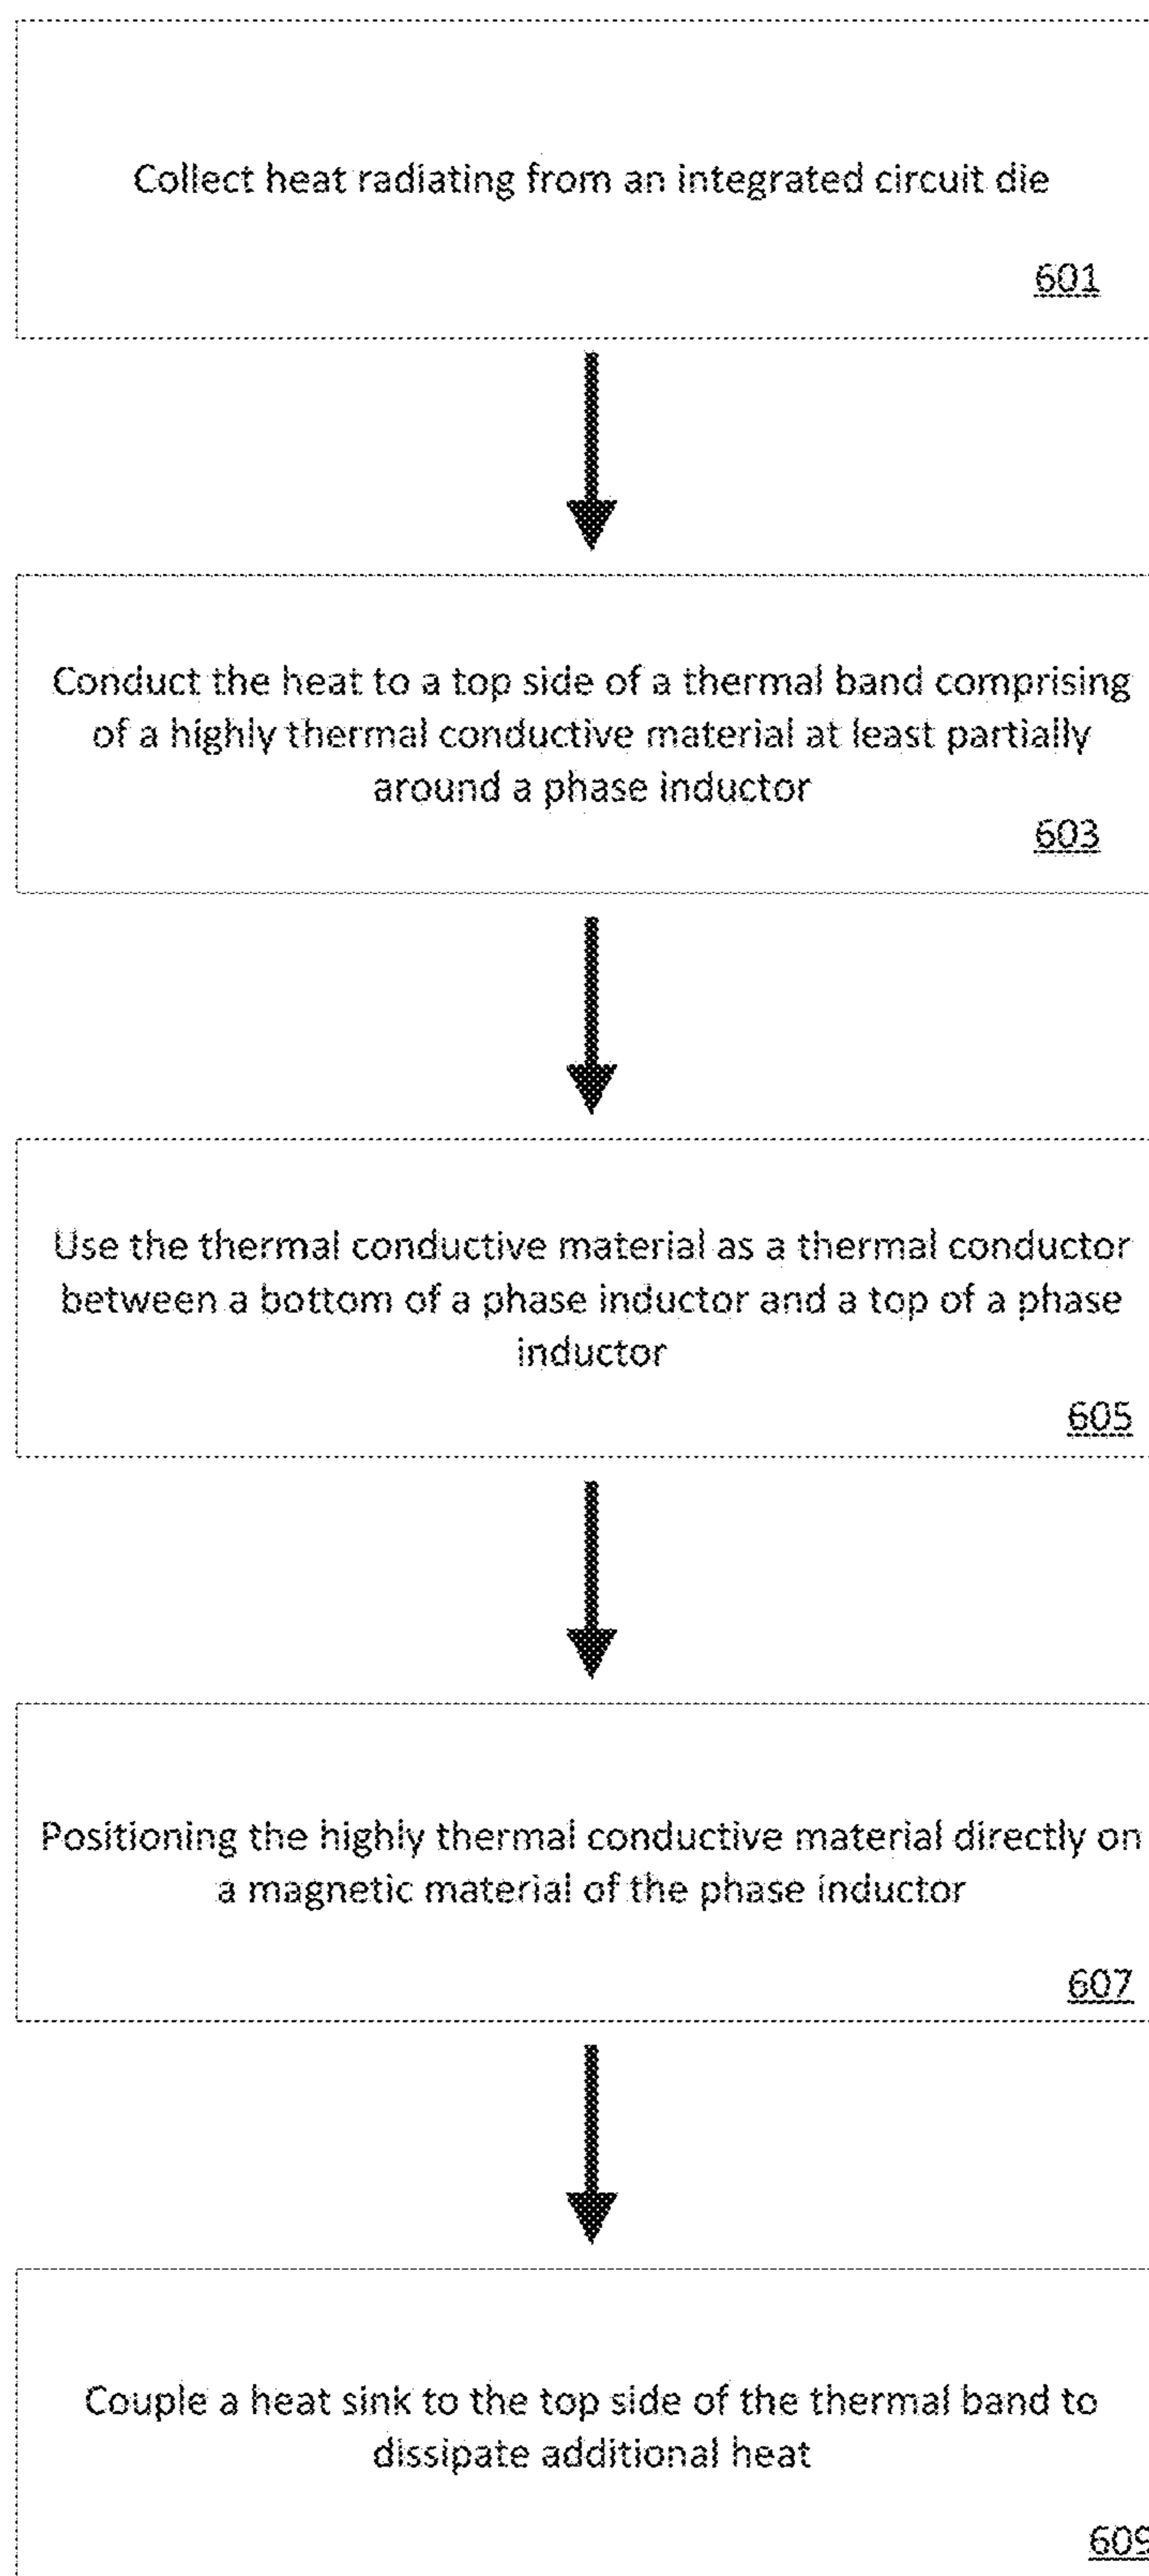 Collect heat radiating from an integrated circuit die
601
Conduct the heat to a top side of a thermal band comprising
of a highly thermal conductive material at least partially
around a phase inductor
603
Use the thermal conductive material as a thermal conductor
between a bottom of a phase inductor and a top of a phase
inductor
605
Positioning the highly thermal conductive material directly on
a magnetic material of the phase inductor
607
Couple a heat sink to the top side of the thermal band to
dissipate additional heat
609